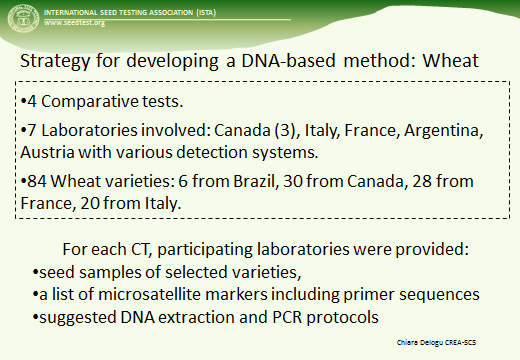 INTERNATIONAL SEED TESTING ASSOCIATION (ISTA)
www.seedtest.org
Strategy for developing a DNA-based method: Wheat
•4 Comparative tests.
•7 Laboratories involved: Canada (3), Italy, France, Argentina,
Austria with various detection systems.
•84 Wheat varieties: 6 from Brazil, 30 from Canada, 28 from
France, 20 from Italy.
For each CT, participating laboratories were provided:
•seed samples of selected varieties,
•a list of microsatellite markers including primer sequences
•suggested DNA extraction and PCR protocols
Chiara Delogu CREA-SCS